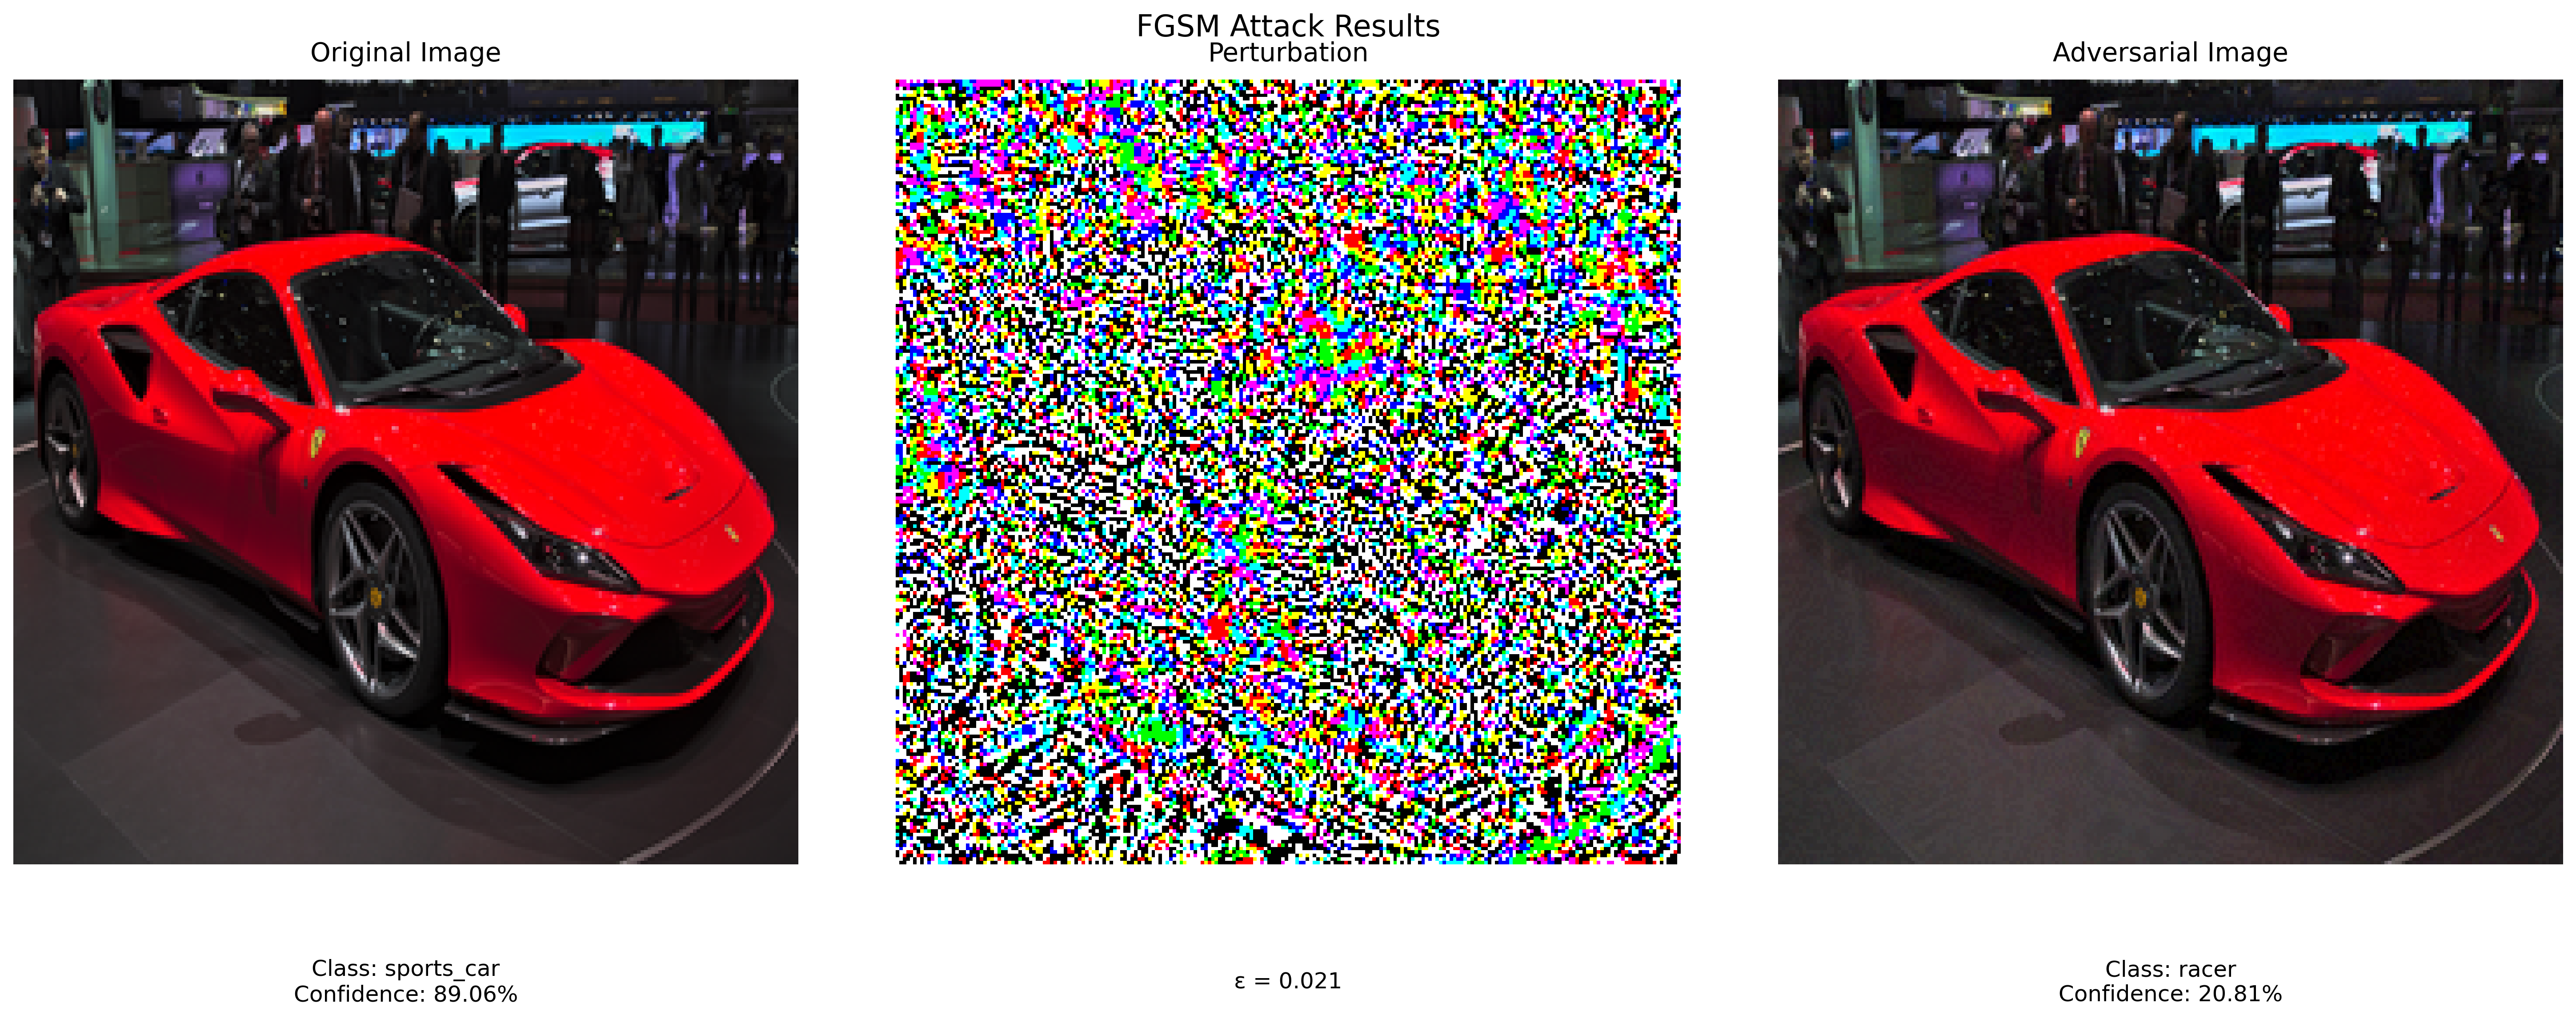 FGSM Attack Results
Original Image
Perturbation
Adversarial Image
Class: sports_car
Confidence: 89.06%
ε = 0.021
Class: racer
Confidence: 20.81%